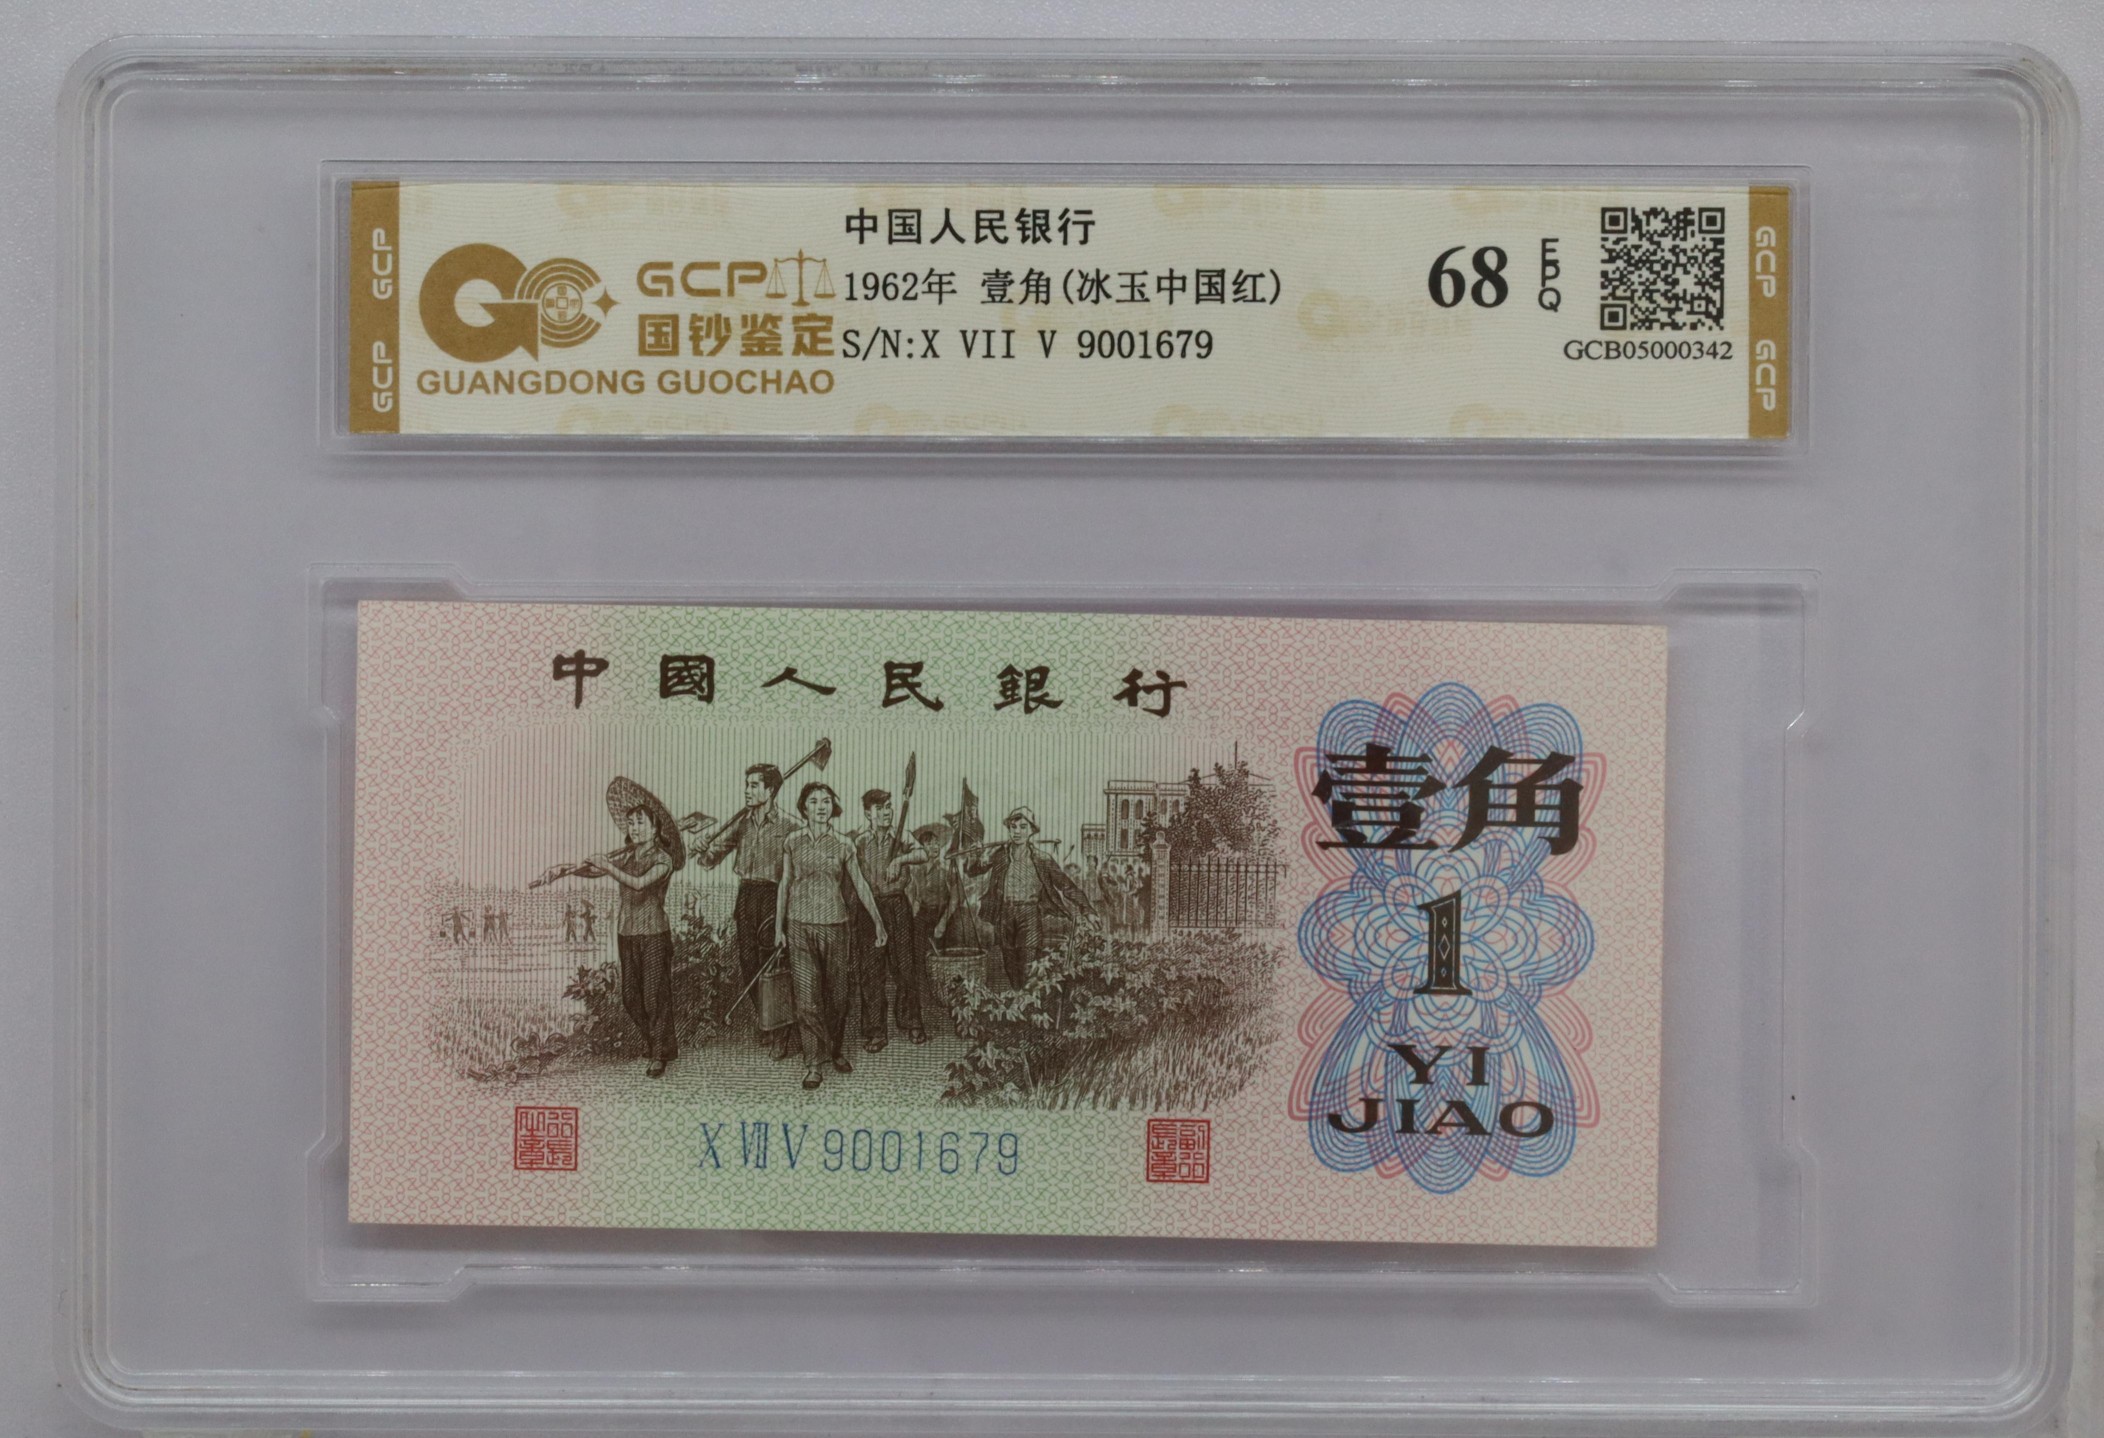 中国人民银行
GCP
1962年 壹角(冰玉中国红)
国钞鉴定
S/N:X VII V 9001679
GUANGDONG GUOCHAO
68 EPQ
GCB05000342
GCP
GCP
GCP
GCP
中國人民銀行
壹角
1
YI
JIAO
X VII V 9001679